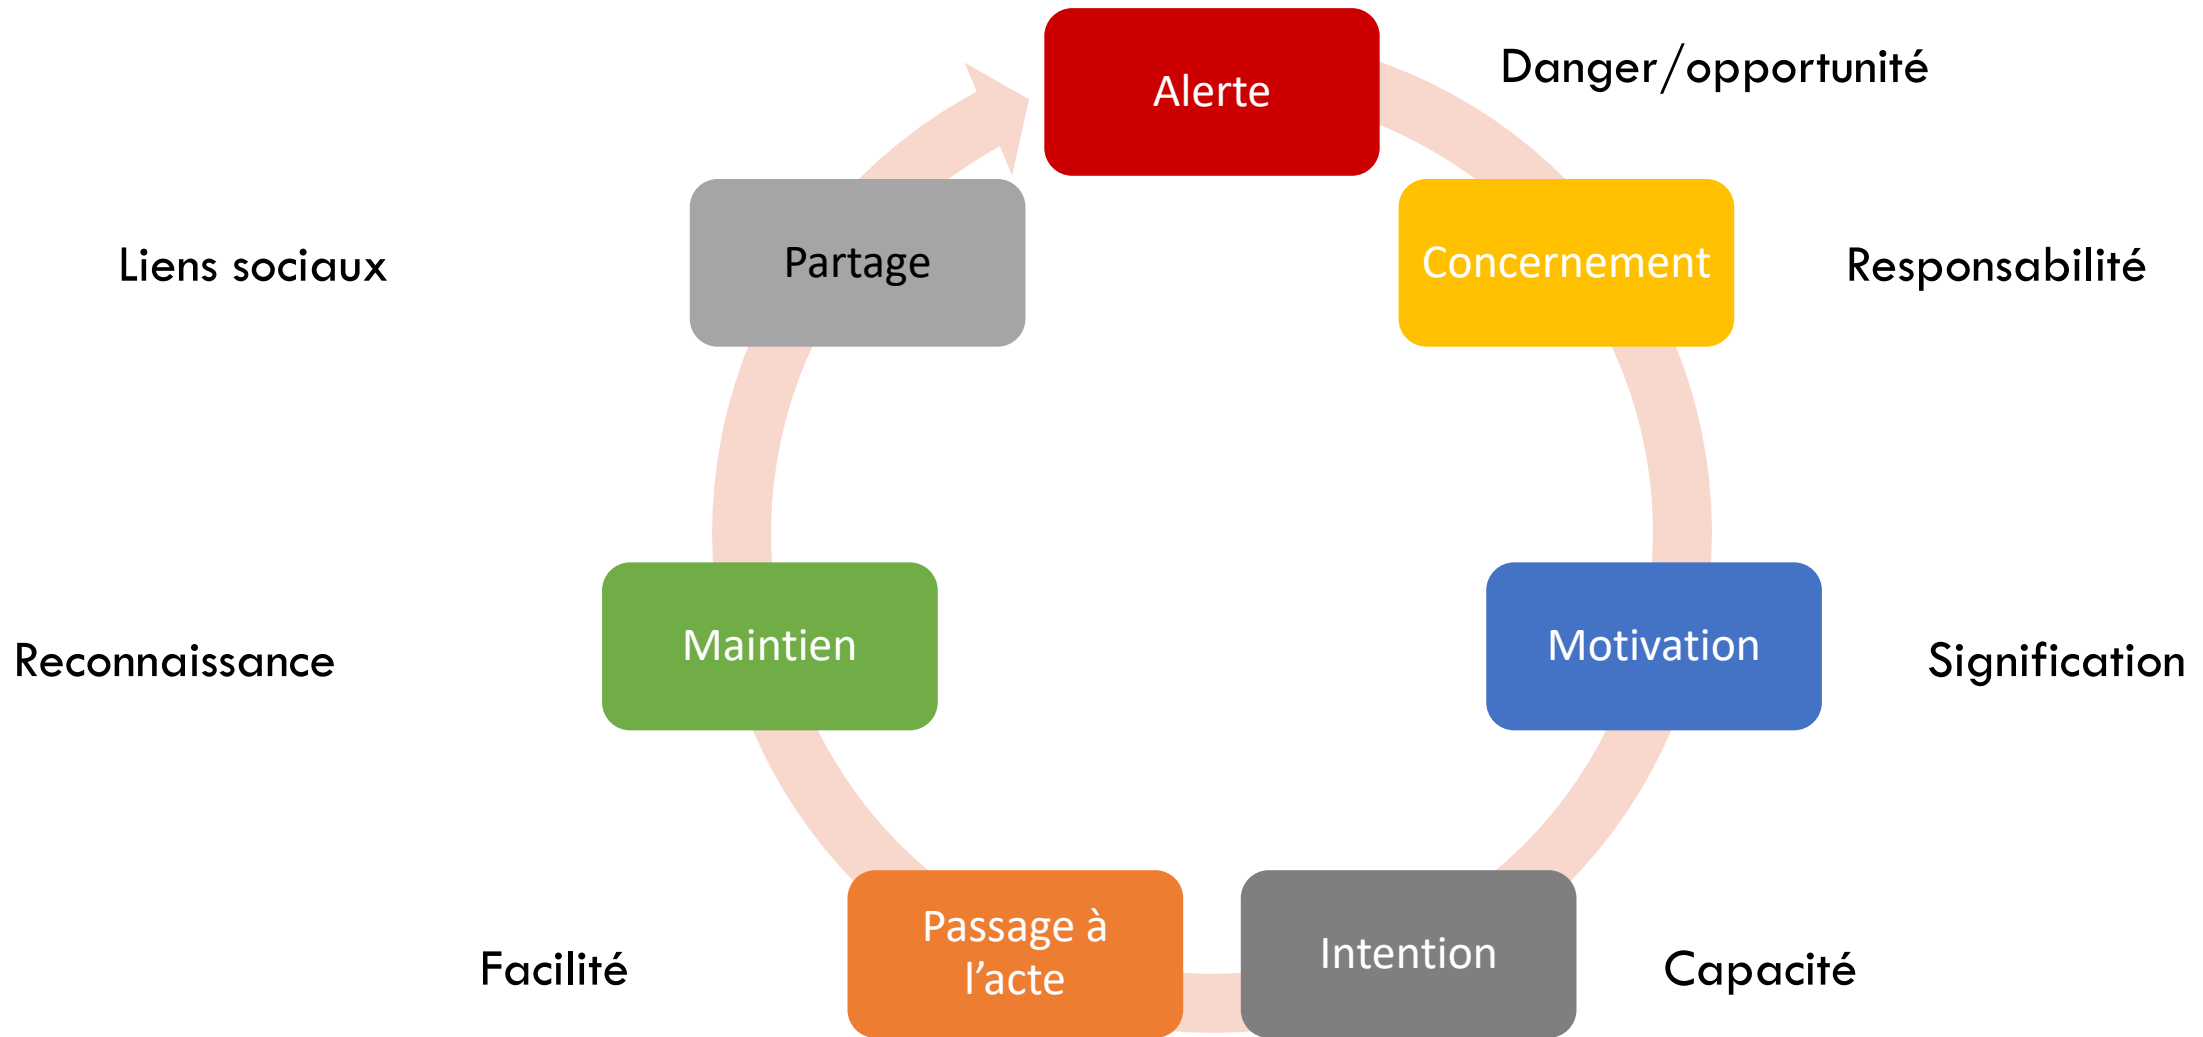 Alerte
Danger/opportunité
Concernement
Responsabilité
Motivation
Signification
Intention
Capacité
Passage à
l’acte
Facilité
Maintien
Reconnaissance
Partage
Liens sociaux